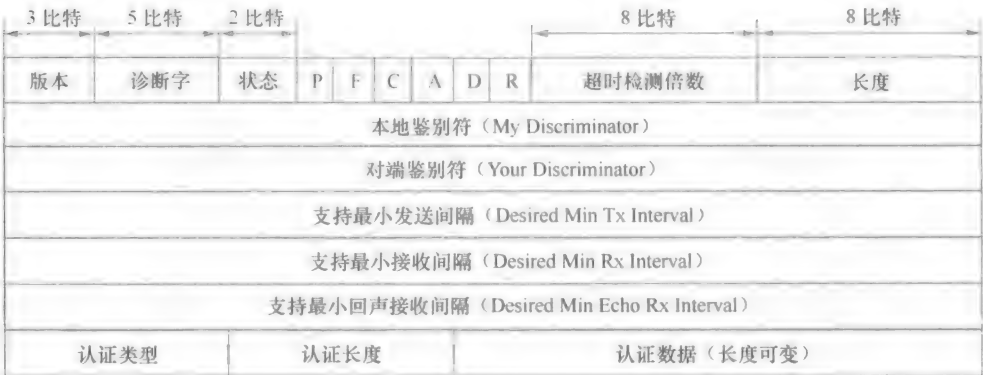 3 比特 5 比特 2 比特 8 比特 8 比特
版本 诊断字 状态 P F C A D R 超时检测倍数 长度
本地鉴别符（My Discriminator）
对端鉴别符（Your Discriminator）
支持最小发送间隔（Desired Min Tx Interval）
支持最小接收间隔（Desired Min Rx Interval）
支持最小回声接收间隔（Desired Min Echo Rx Interval）
认证类型 认证长度 认证数据（长度可变）